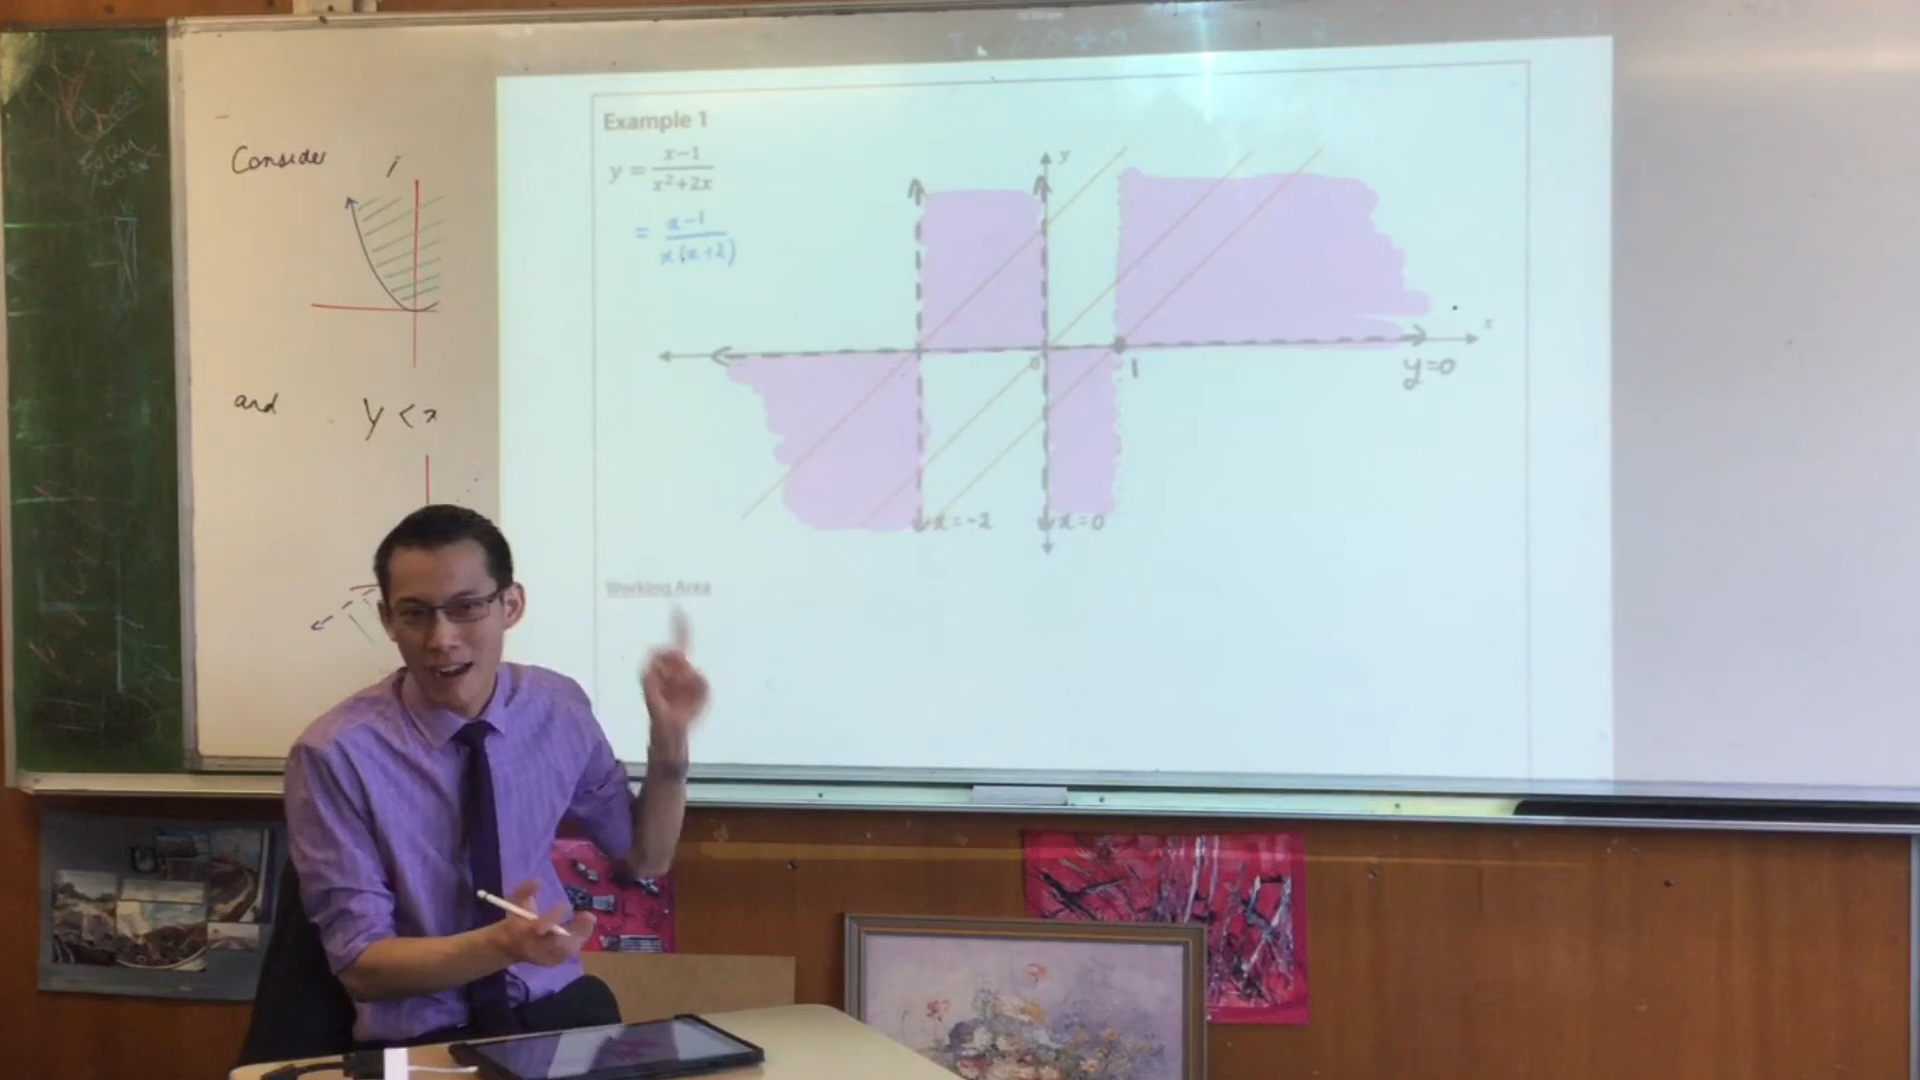 Consider
and
y < x
Example 1
y = x-1 / x²+2x
= x-1 / x(x+2)
y
x
0
1
y=0
x=-2
x=0
Working Area